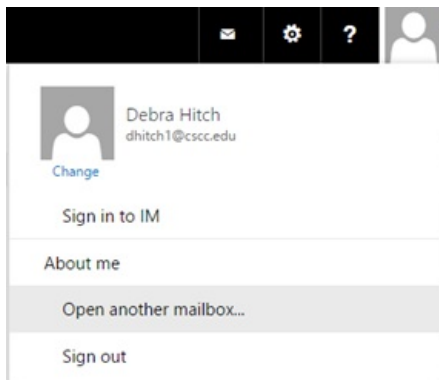 ?
Debra Hitch
dhitch1@cscc.edu
Change
Sign in to IM
About me
Open another mailbox...
Sign out